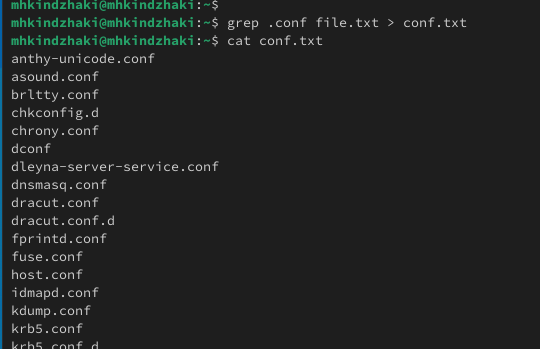 mhkindzhaki@mhkindzhaki:~$
mhkindzhaki@mhkindzhaki:~$ grep .conf file.txt > conf.txt
mhkindzhaki@mhkindzhaki:~$ cat conf.txt
anthy-unicode.conf
asound.conf
brltty.conf
chkconfig.d
chrony.conf
dconf
dleyna-server-service.conf
dnsmasq.conf
dracut.conf
dracut.conf.d
fprintd.conf
fuse.conf
host.conf
idmapd.conf
kdump.conf
krb5.conf
krb5.conf.d